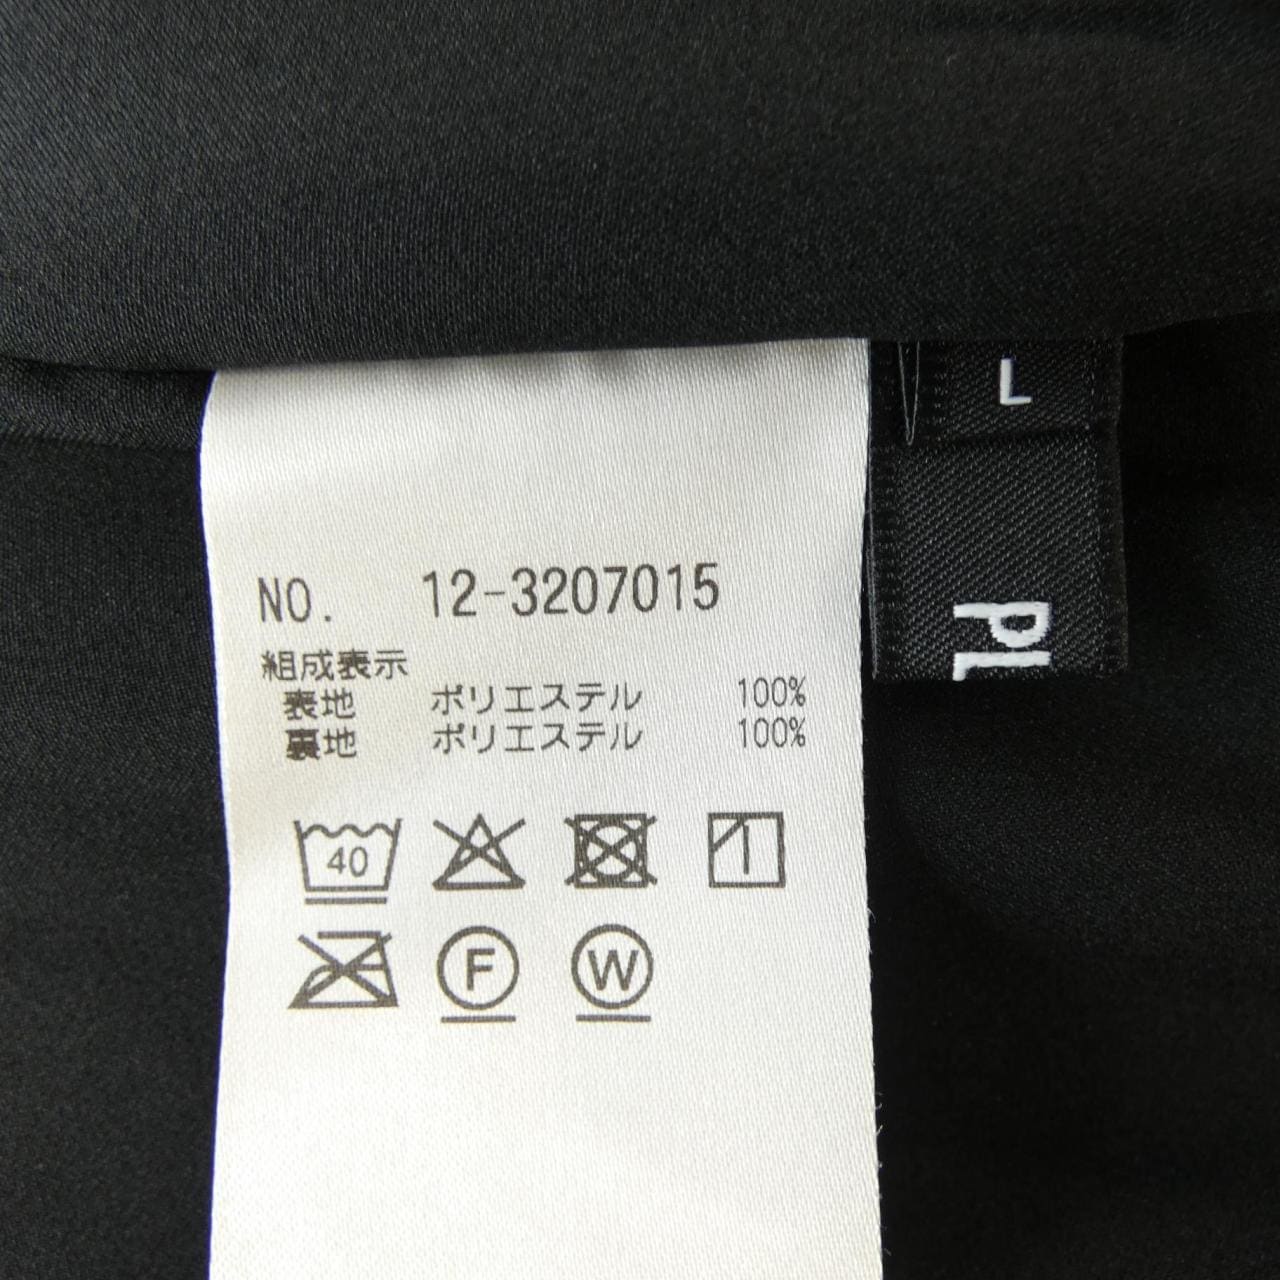 L
PL
NO. 12-3207015
組成表示
表地 ポリエステル 100%
裏地 ポリエステル 100%
40
F W